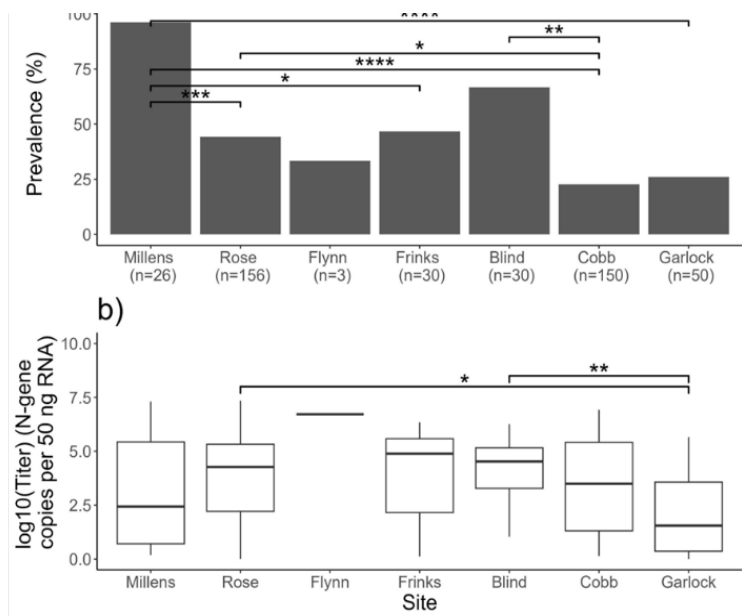 100
****
**
*
****
*
***
75
50
25
0
Prevalence (%)
Millens Rose Flynn Frinks Blind Cobb Garlock
(n=26) (n=156) (n=3) (n=30) (n=30) (n=150) (n=50)
b)
10.0
7.5
5.0
2.5
0.0
log10(Titer) (N-gene
copies per 50 ng RNA)
**
*
Millens Rose Flynn Frinks Blind Cobb Garlock
Site